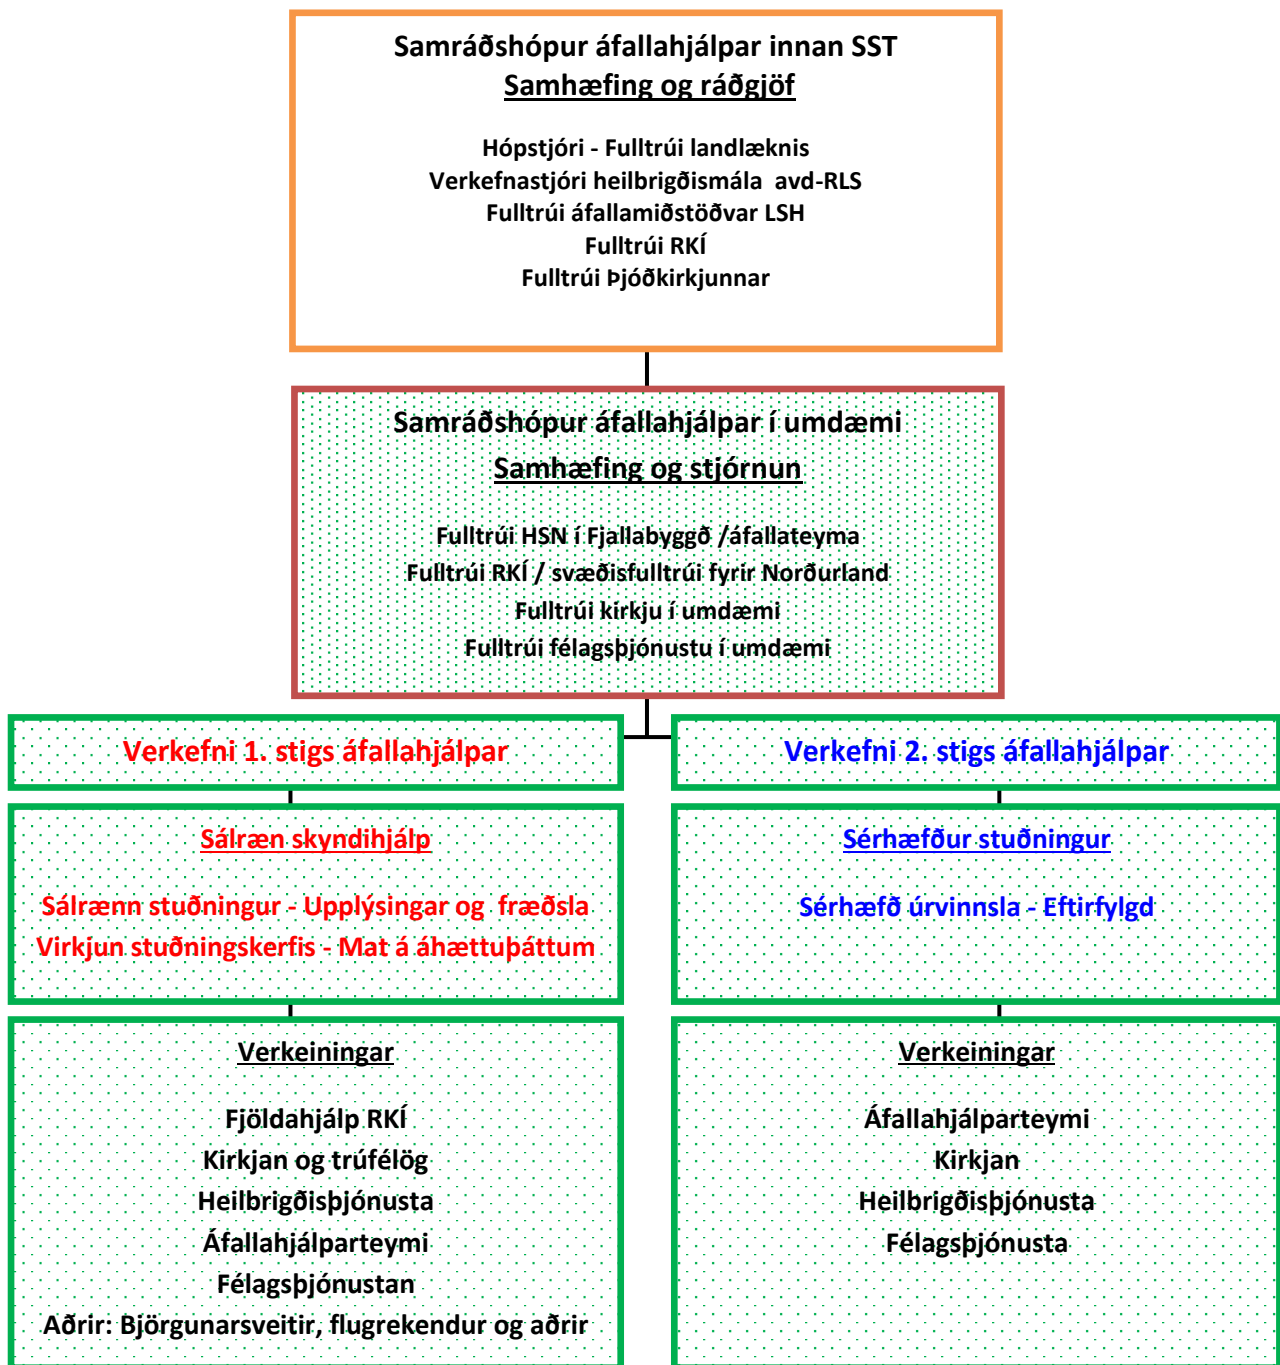 Samráðshópur áfallahjálpar innan SST
Samhæfing og ráðgjöf
Hópstjóri - Fulltrúi landlæknis
Verkefnastjóri heilbrigðismála avd-RLS
Fulltrúi áfallamiðstöðvar LSH
Fulltrúi RKÍ
Fulltrúi Þjóðkirkjunnar
Samráðshópur áfallahjálpar í umdæmi
Samhæfing og stjórnun
Fulltrúi HSN í Fjallabyggð /áfallateyma
Fulltrúi RKÍ / svæðisfulltrúi fyrir Norðurland
Fulltrúi kirkju í umdæmi
Fulltrúi félagsþjónustu í umdæmi
Verkefni 1. stigs áfallahjálpar
Sálræn skyndihjálp
Sálrænn stuðningur - Upplýsingar og fræðsla
Virkjun stuðningskerfis - Mat á áhættuþáttum
Verkeiningar
Fjöldahjálp RKÍ
Kirkjan og trúfélög
Heilbrigðisþjónusta
Áfallahjálparteymi
Félagsþjónustan
Aðrir: Björgunarsveitir, flugrekendur og aðrir
Verkefni 2. stigs áfallahjálpar
Sérhæfður stuðningur
Sérhæfð úrvinnsla - Eftirfylgd
Verkeiningar
Áfallahjálparteymi
Kirkjan
Heilbrigðisþjónusta
Félagsþjónusta